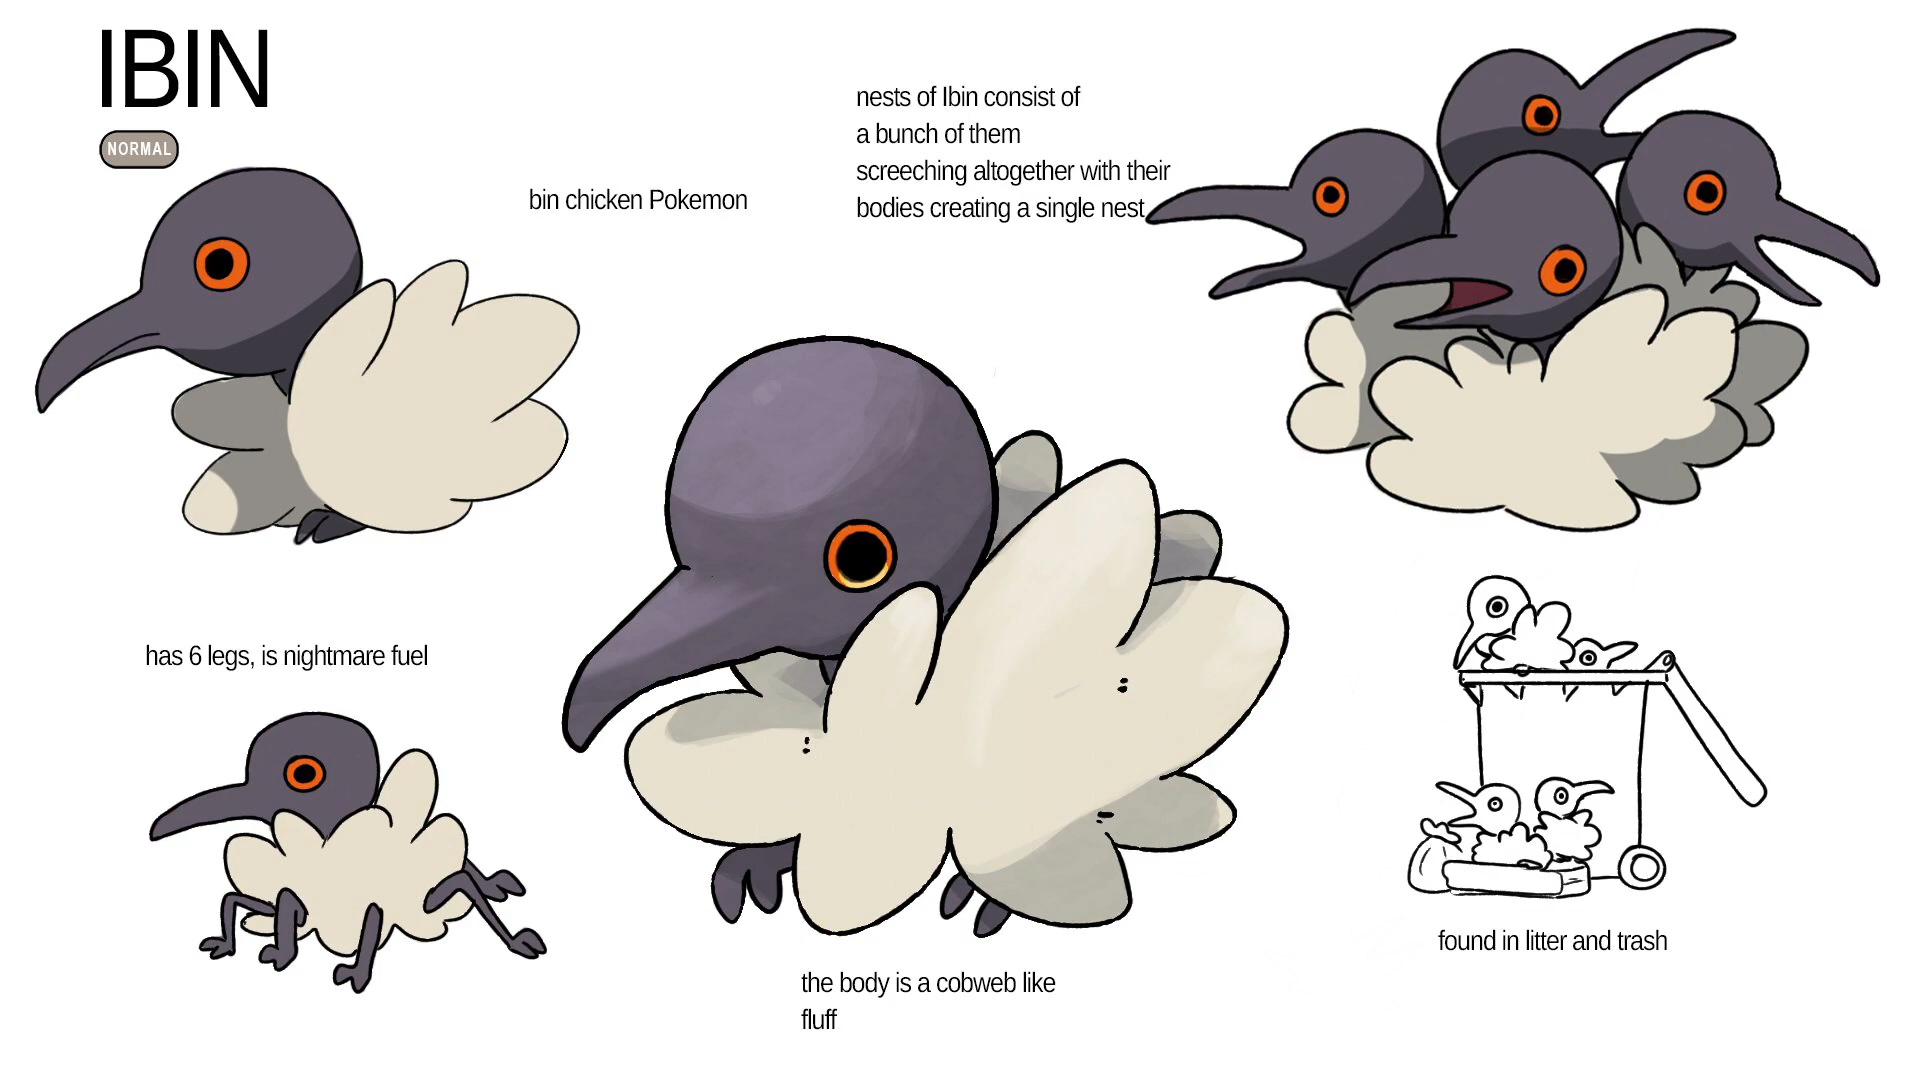 IBIN
NORMAL
bin chicken Pokemon
nests of Ibin consist of
a bunch of them
screeching altogether with their
bodies creating a single nest
has 6 legs, is nightmare fuel
the body is a cobweb like
fluff
found in litter and trash